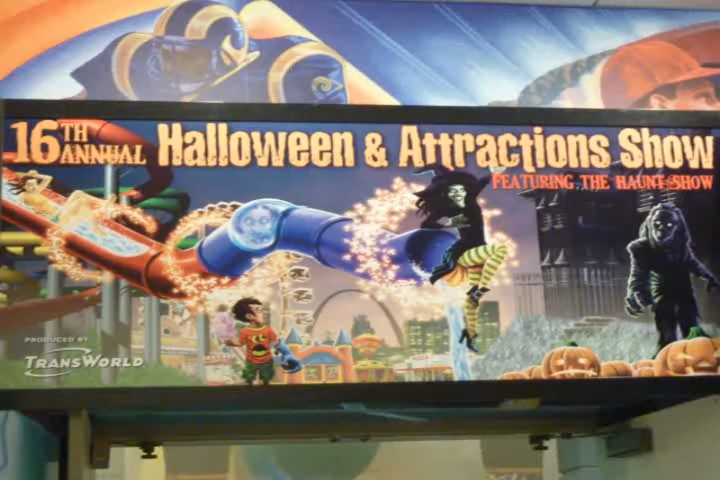 16TH ANNUAL Halloween & Attractions Show
FEATURING THE HAUNT SHOW
PRODUCED BY
TRANSWORLD